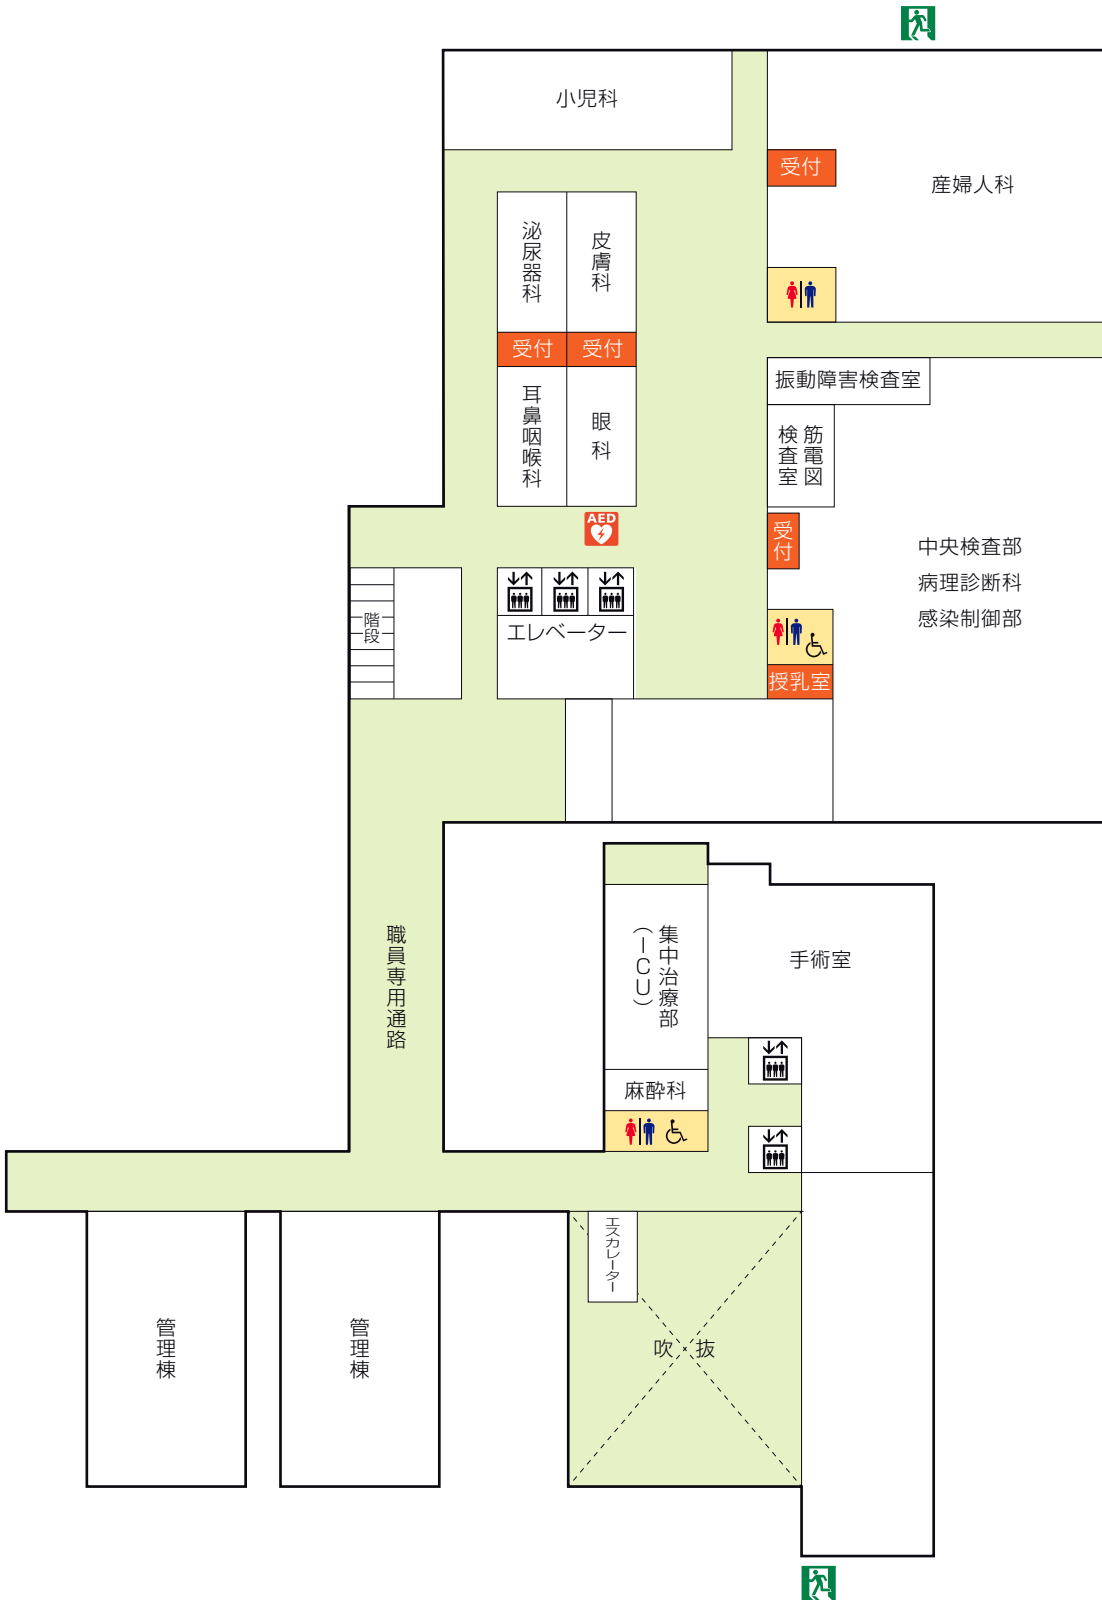 小児科
受付
産婦人科
泌尿器科
皮膚科
受付
受付
耳鼻咽喉科
眼科
振動障害検査室
筋電図
検査室
AED
受付
中央検査部
病理診断科
感染制御部
階段
エレベーター
授乳室
職員専用通路
集中治療部
（ICU）
手術室
麻酔科
エスカレーター
吹抜
管理棟
管理棟